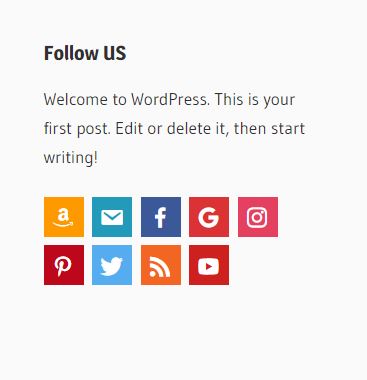 Follow US
Welcome to WordPress. This is your
first post. Edit or delete it, then start
writing!